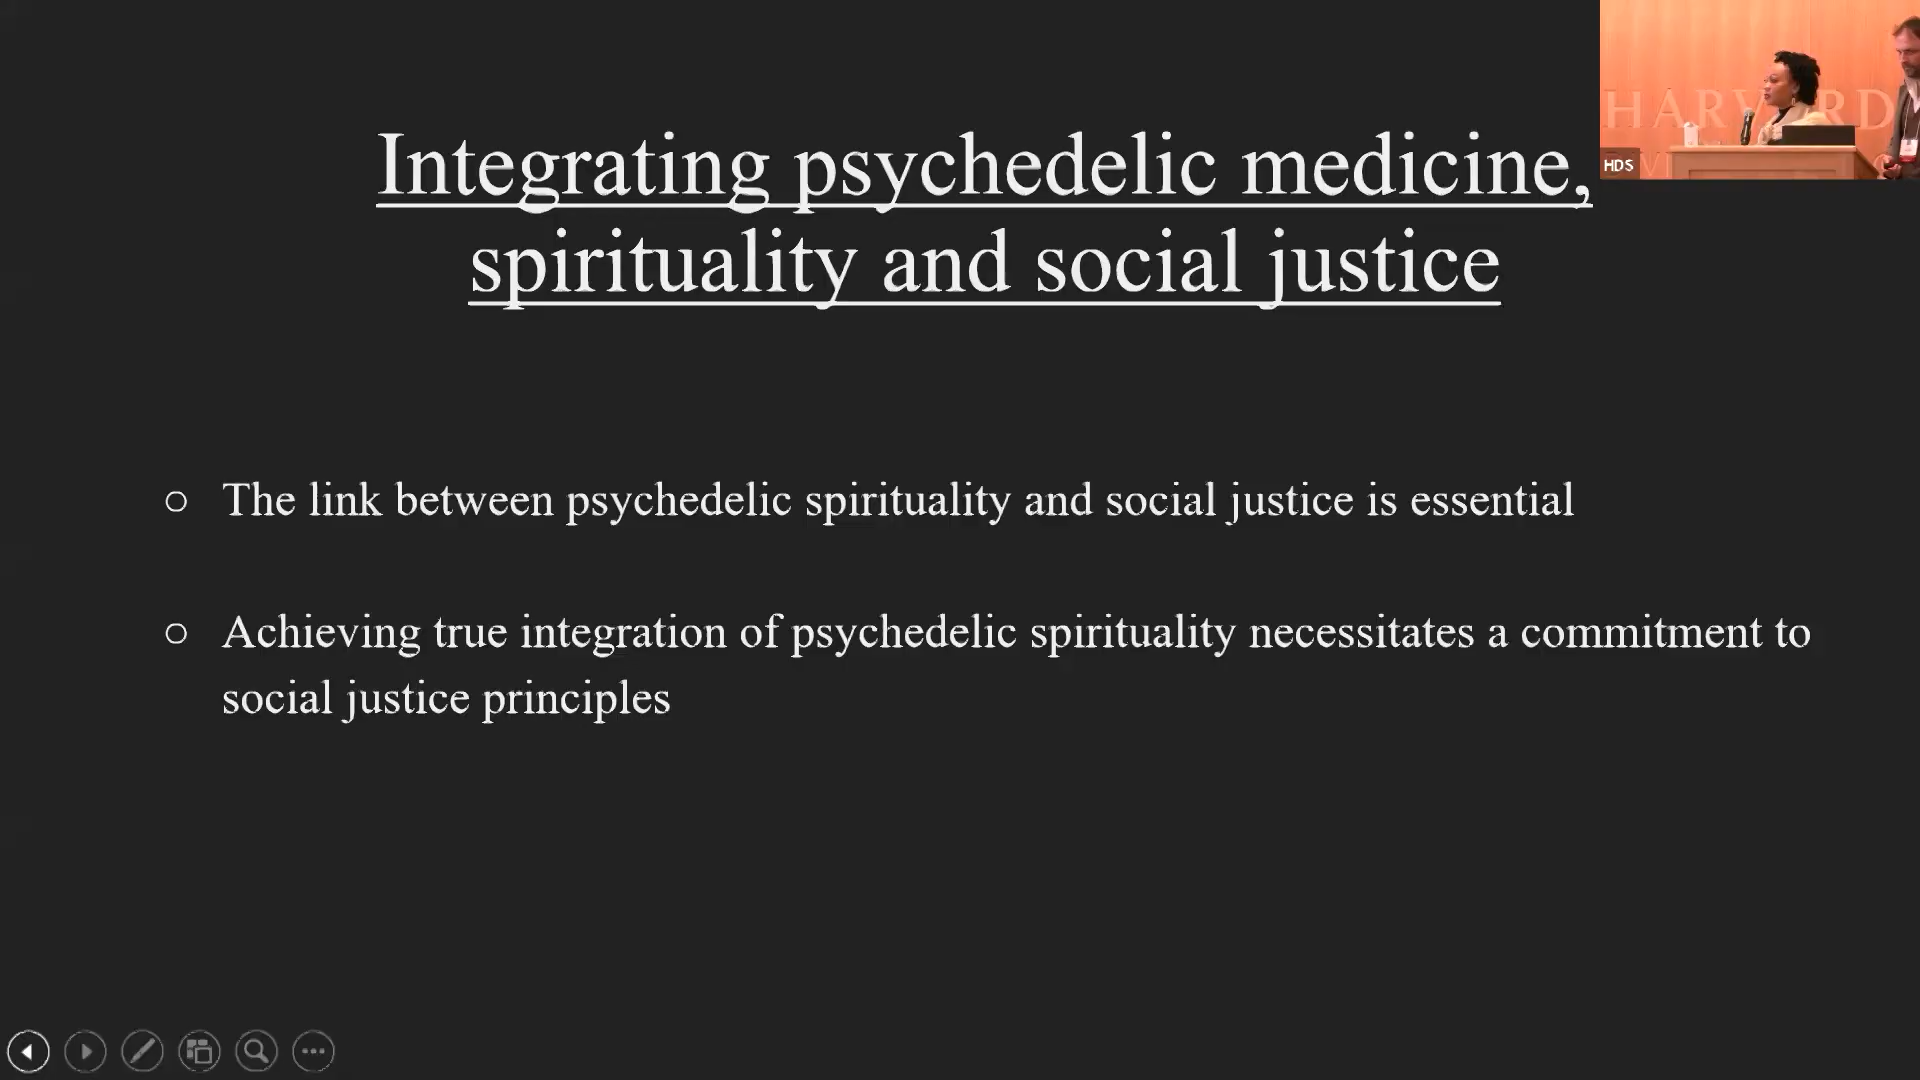 Integrating psychedelic medicine,
spirituality and social justice
HARVARD
HDS
The link between psychedelic spirituality and social justice is essential
Achieving true integration of psychedelic spirituality necessitates a commitment to
social justice principles